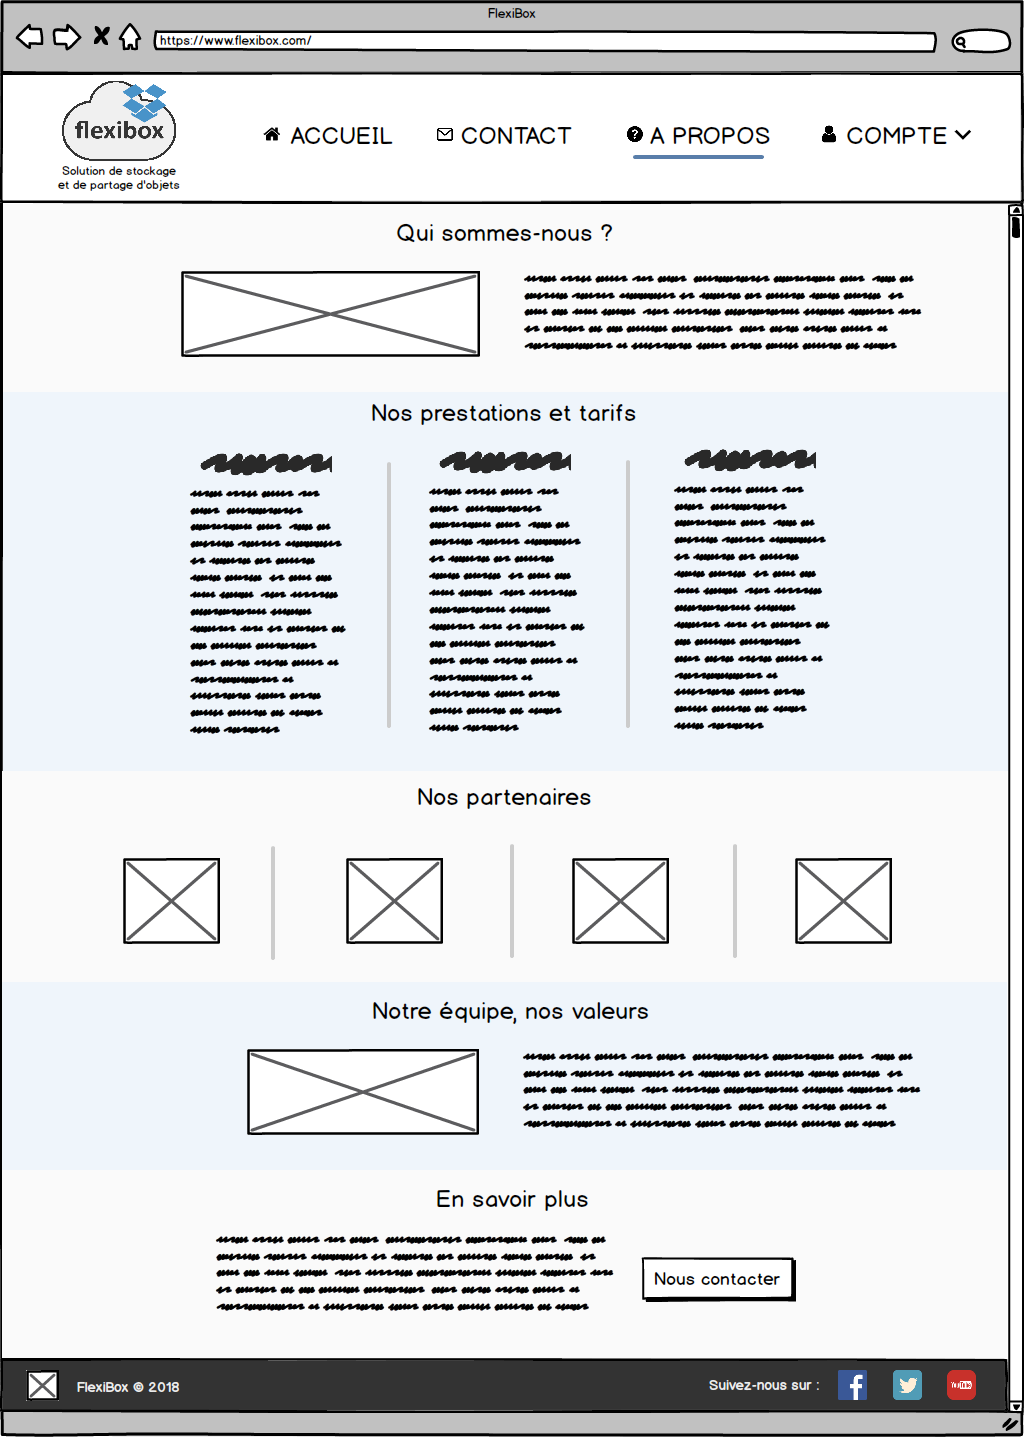 FlexiBox
https://www.flexibox.com/
flexibox
Solution de stockage
et de partage d'objets
ACCUEIL
CONTACT
A PROPOS
COMPTE
Qui sommes-nous ?
Nos prestations et tarifs
Nos partenaires
Notre équipe, nos valeurs
En savoir plus
Nous contacter
FlexiBox © 2018
Suivez-nous sur :
YouTube